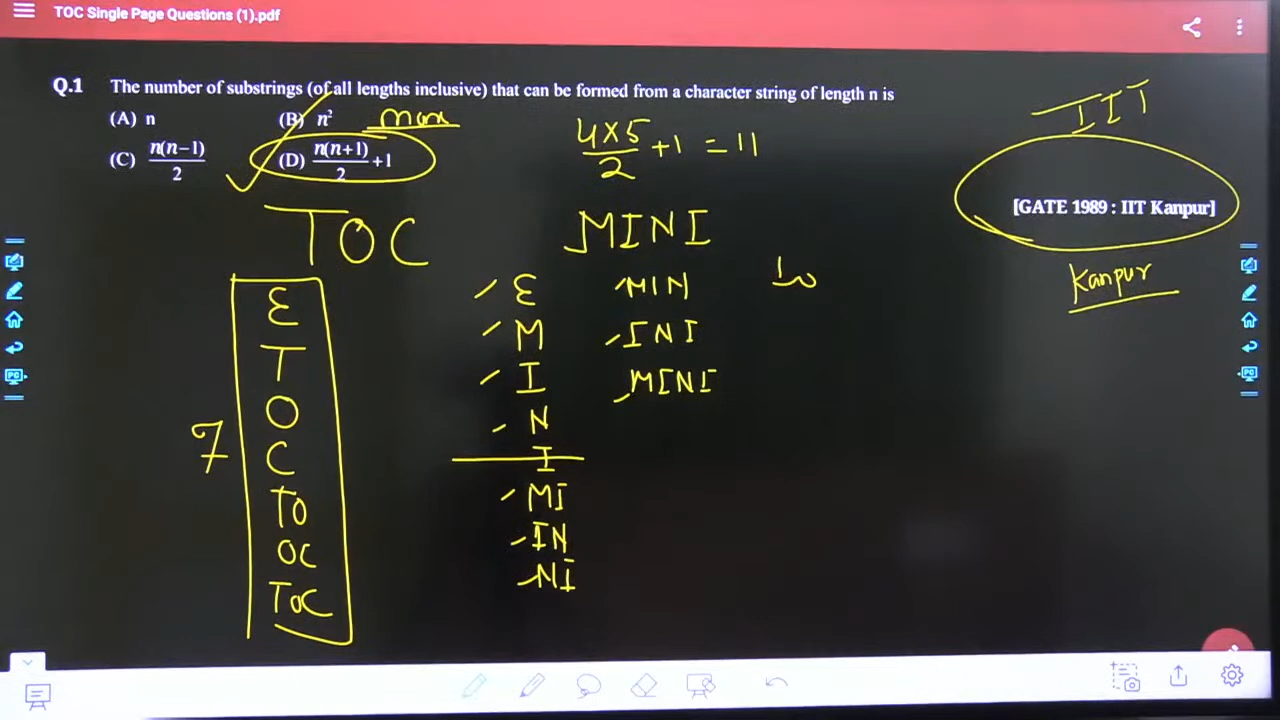 TOC Single Page Questions (1).pdf
Q.1 The number of substrings (of all lengths inclusive) that can be formed from a character string of length n is
(A) n (B) n² max
(C) n(n−1)/2 (D) n(n+1)/2 +1
4×5/2 +1 = 11
IIT
[GATE 1989 : IIT Kanpur]
Kanpur
TOC
ε
T
O
C
TO
OC
TOC
7
MINI
ε
M
I
N
I
MI
IN
NI
MIN
INI
MINI
10